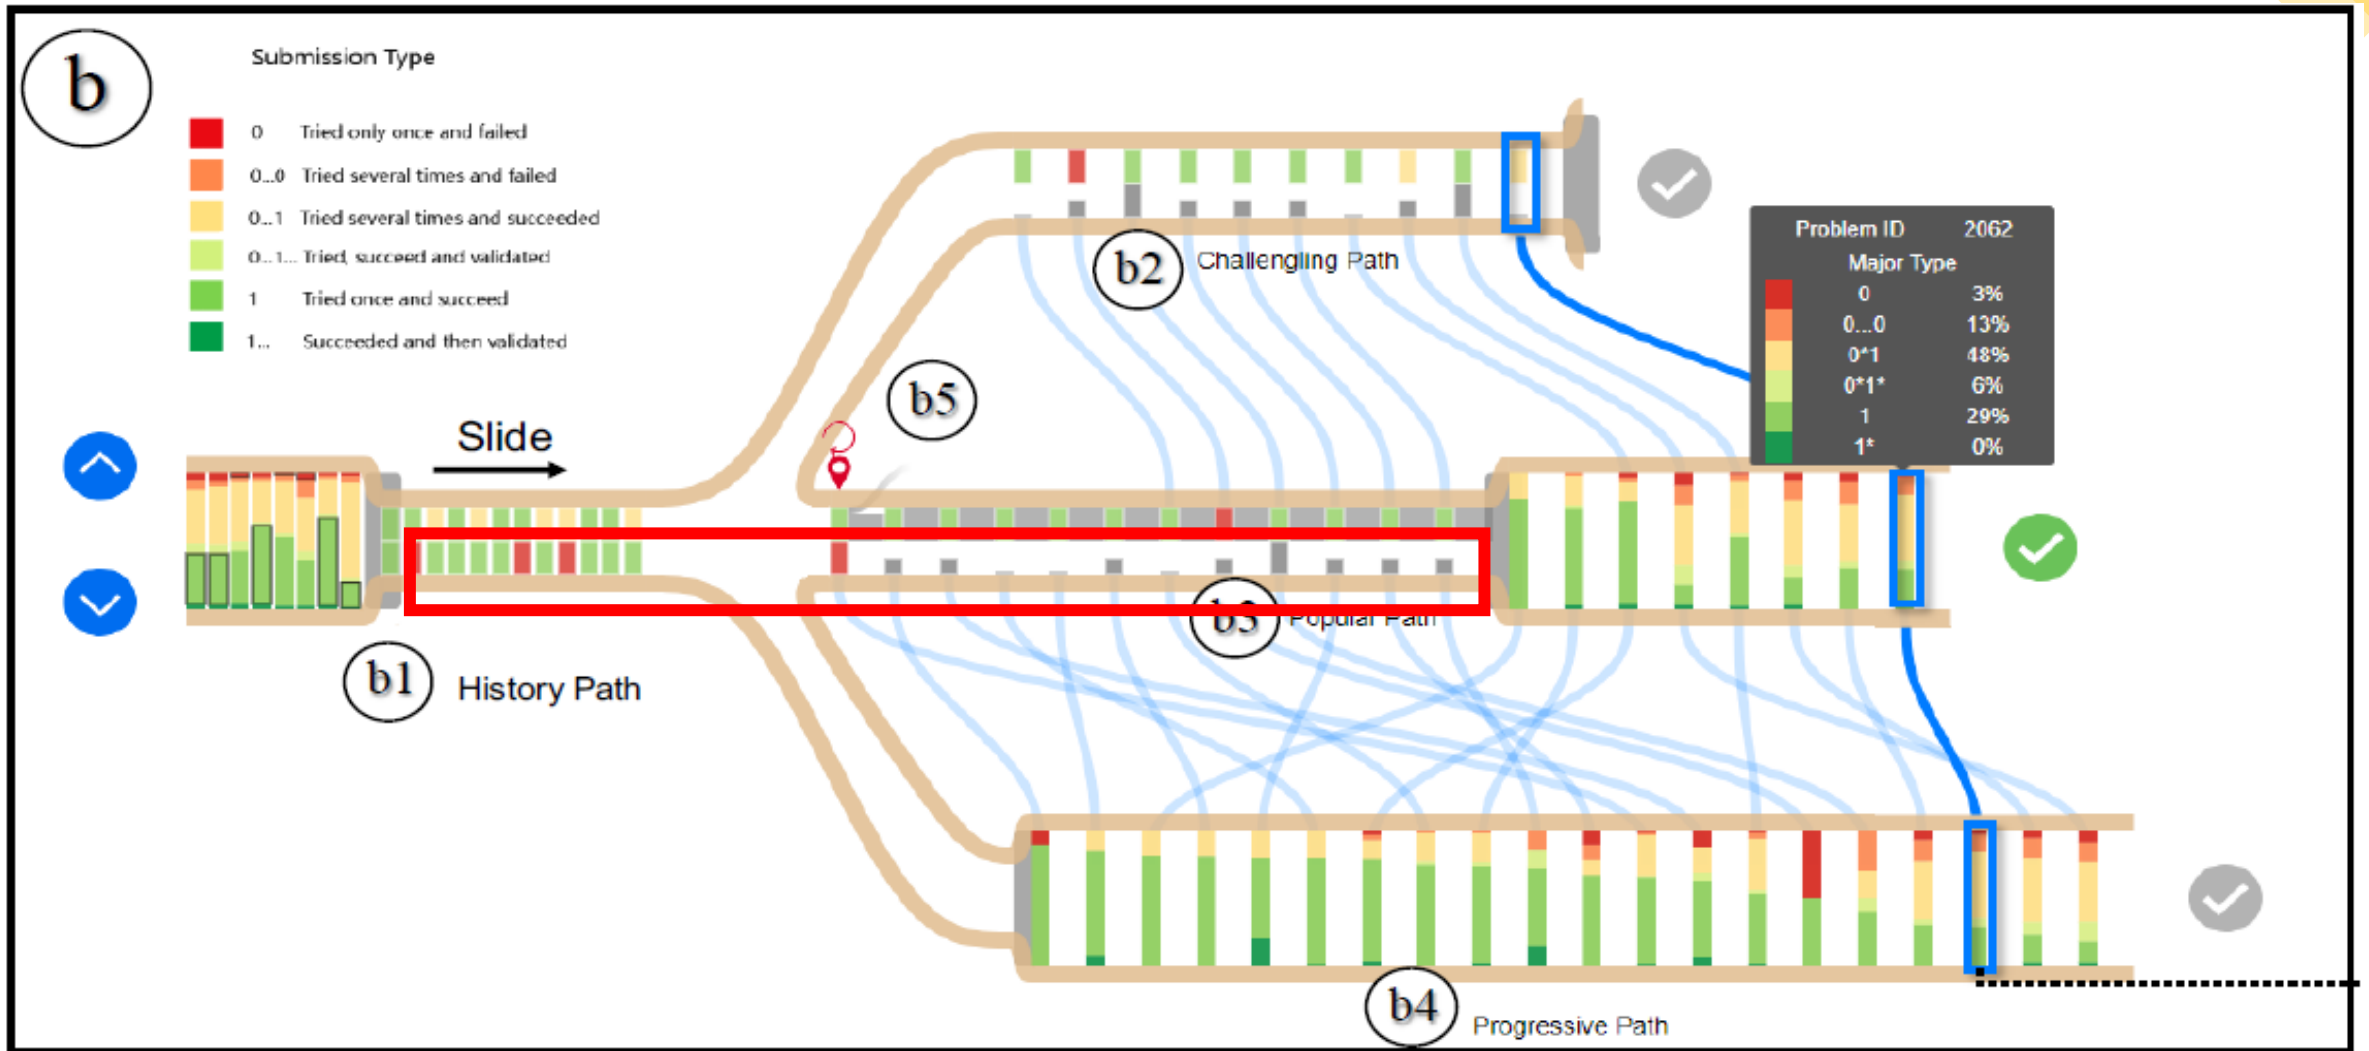 b
Submission Type
0 Tried only once and failed
0...0 Tried several times and failed
0...1 Tried several times and succeeded
0...1... Tried, succeed and validated
1 Tried once and succeed
1... Succeeded and then validated
b2 Challengling Path
Problem ID 2062
Major Type
0 3%
0...0 13%
0*1 48%
0*1* 6%
1 29%
1* 0%
b5
Slide
b3 Popular Path
b1 History Path
b4 Progressive Path